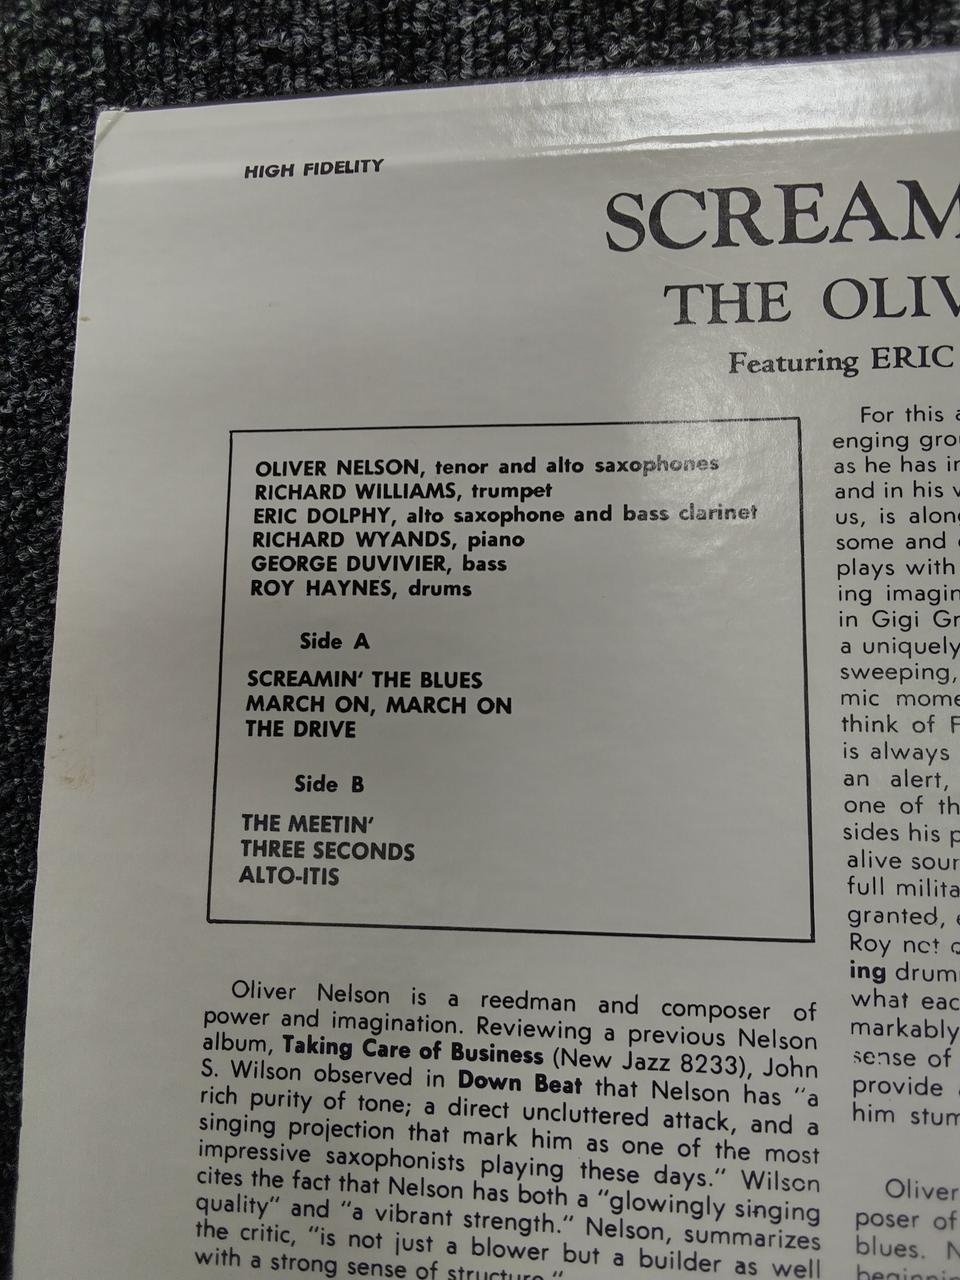 HIGH FIDELITY
SCREAM
THE OLIV
Featuring ERIC
OLIVER NELSON, tenor and alto saxophones
RICHARD WILLIAMS, trumpet
ERIC DOLPHY, alto saxophone and bass clarinet
RICHARD WYANDS, piano
GEORGE DUVIVIER, bass
ROY HAYNES, drums
Side A
SCREAMIN' THE BLUES
MARCH ON, MARCH ON
THE DRIVE
Side B
THE MEETIN'
THREE SECONDS
ALTO-ITIS
Oliver Nelson is a reedman and composer of
power and imagination. Reviewing a previous Nelson
album, Taking Care of Business (New Jazz 8233), John
S. Wilson observed in Down Beat that Nelson has "a
rich purity of tone; a direct uncluttered attack, and a
singing projection that mark him as one of the most
impressive saxophonists playing these days." Wilson
cites the fact that Nelson has both a "glowingly singing
quality" and "a vibrant strength." Nelson, summarizes
the critic, "is not just a blower but a builder as well
with a strong sense of structure."
For this a
enging grou
as he has in
and in his v
us, is along
some and
plays with
ing imagin
in Gigi Gr
a uniquely
sweeping,
mic mome
think of F
is always
an alert,
one of th
sides his p
alive sour
full milita
granted,
Roy not
ing drum
what eac
markably
sense of
provide
him stum
Oliver
poser of
blues. N
beginnin